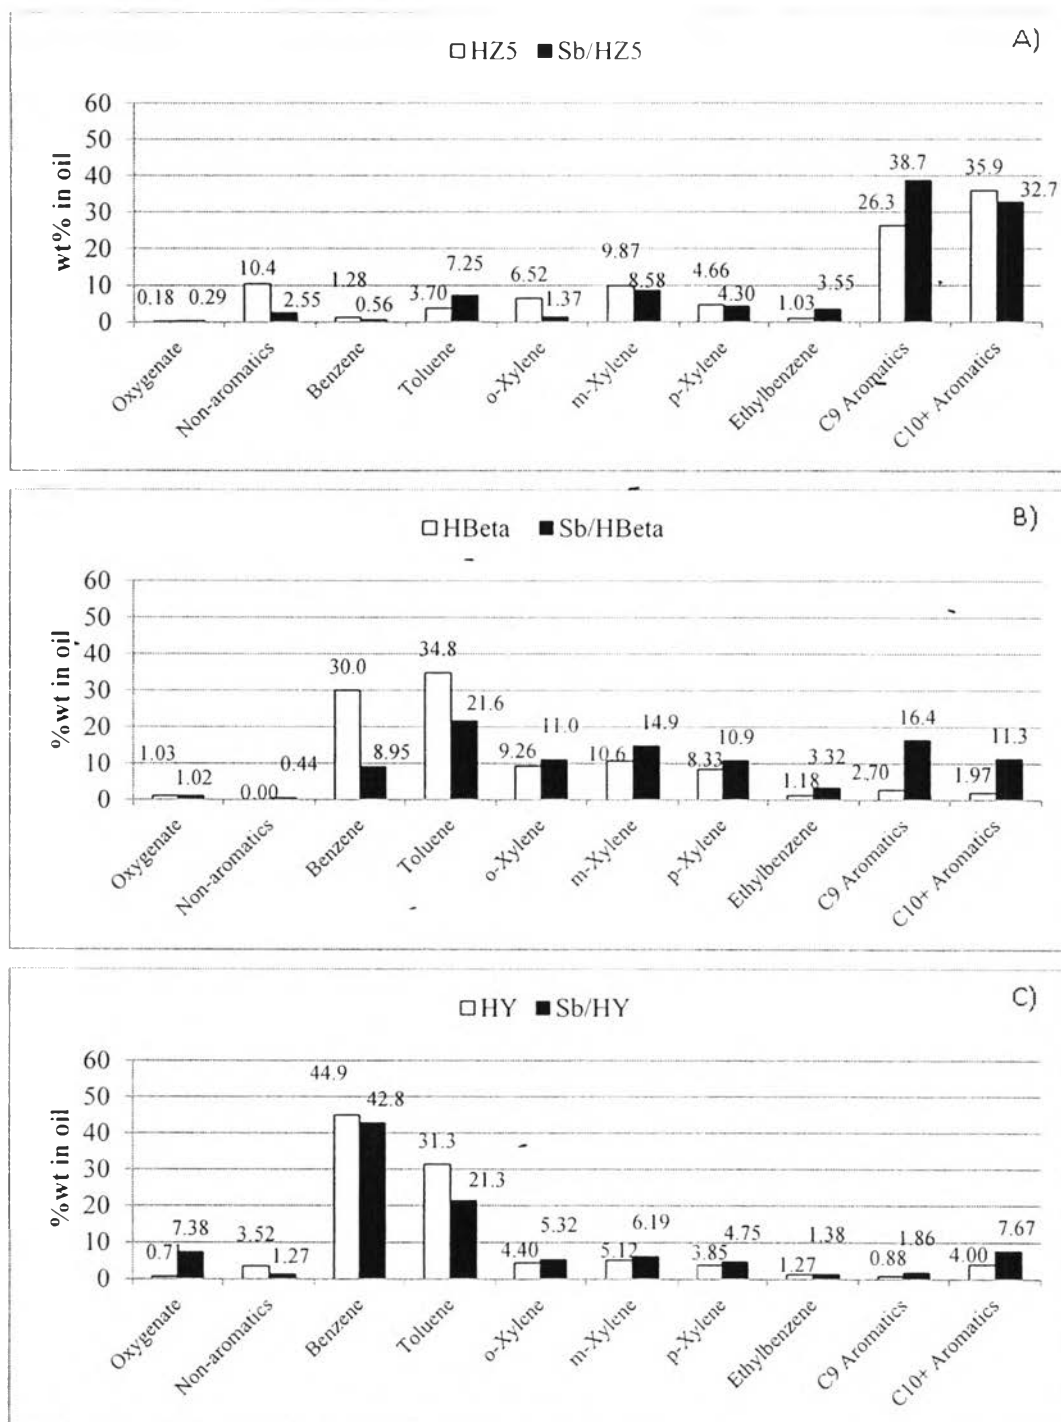 A)
HZ5 Sb/HZ5
wt% in oil
60
50
40
30
20
10
0
0.18 0.29 10.4 2.55 1.28 0.56 3.70 7.25 6.52 1.37 9.87 8.58 4.66 4.30 1.03 3.55 26.3 38.7 35.9 32.7
Oxygenate Non-aromatics Benzene Toluene o-Xylene m-Xylene p-Xylene Ethylbenzene C9 Aromatics C10+ Aromatics
B)
HBeta Sb/HBeta
%wt in oil
60
50
40
30
20
10
0
1.03 1.02 0.00 0.44 30.0 8.95 34.8 21.6 9.26 11.0 10.6 14.9 8.33 10.9 1.18 3.32 2.70 16.4 1.97 11.3
Oxygenate Non-aromatics Benzene Toluene o-Xylene m-Xylene p-Xylene Ethylbenzene C9 Aromatics C10+ Aromatics
C)
HY Sb/HY
%wt in oil
60
50
40
30
20
10
0
0.71 7.38 3.52 1.27 44.9 42.8 31.3 21.3 4.40 5.32 5.12 6.19 3.85 4.75 1.27 1.38 0.88 1.86 4.00 7.67
Oxygenate Non-aromatics Benzene Toluene o-Xylene m-Xylene p-Xylene Ethylbenzene C9 Aromatics C10+ Aromatics